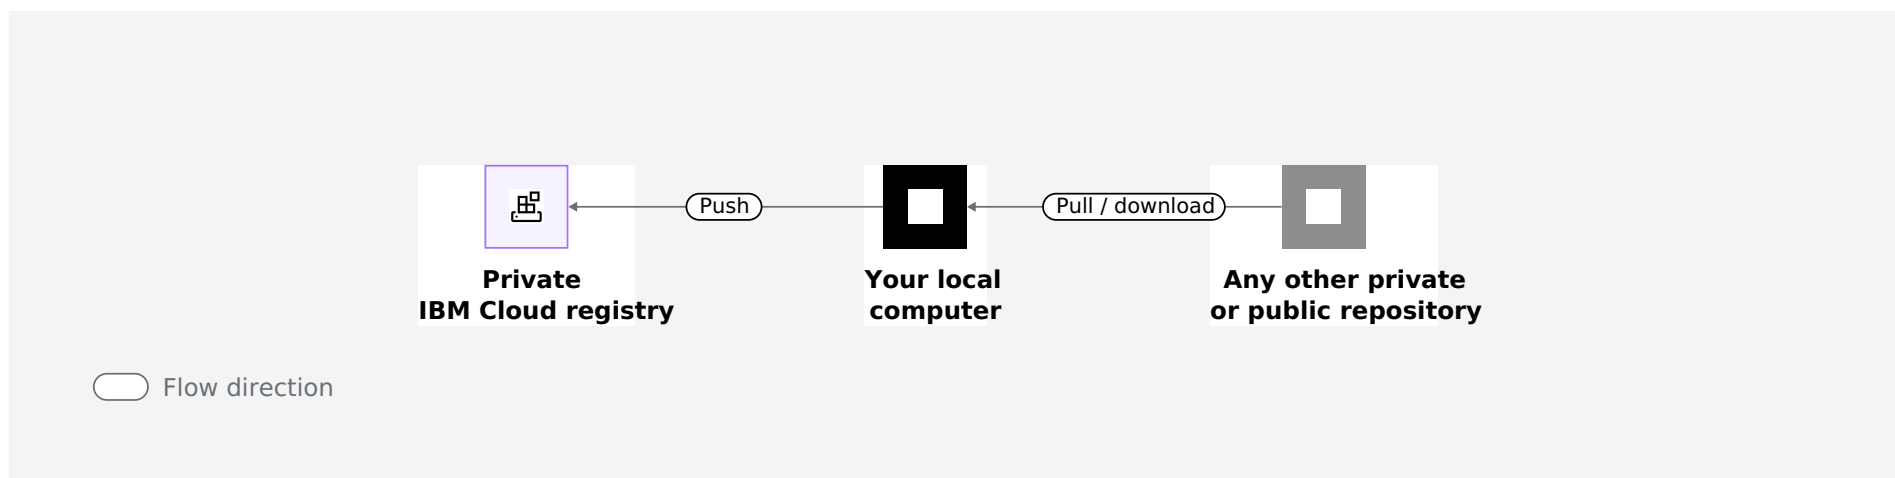 Push
Pull / download
Private
IBM Cloud registry
Your local
computer
Any other private
or public repository
Flow direction